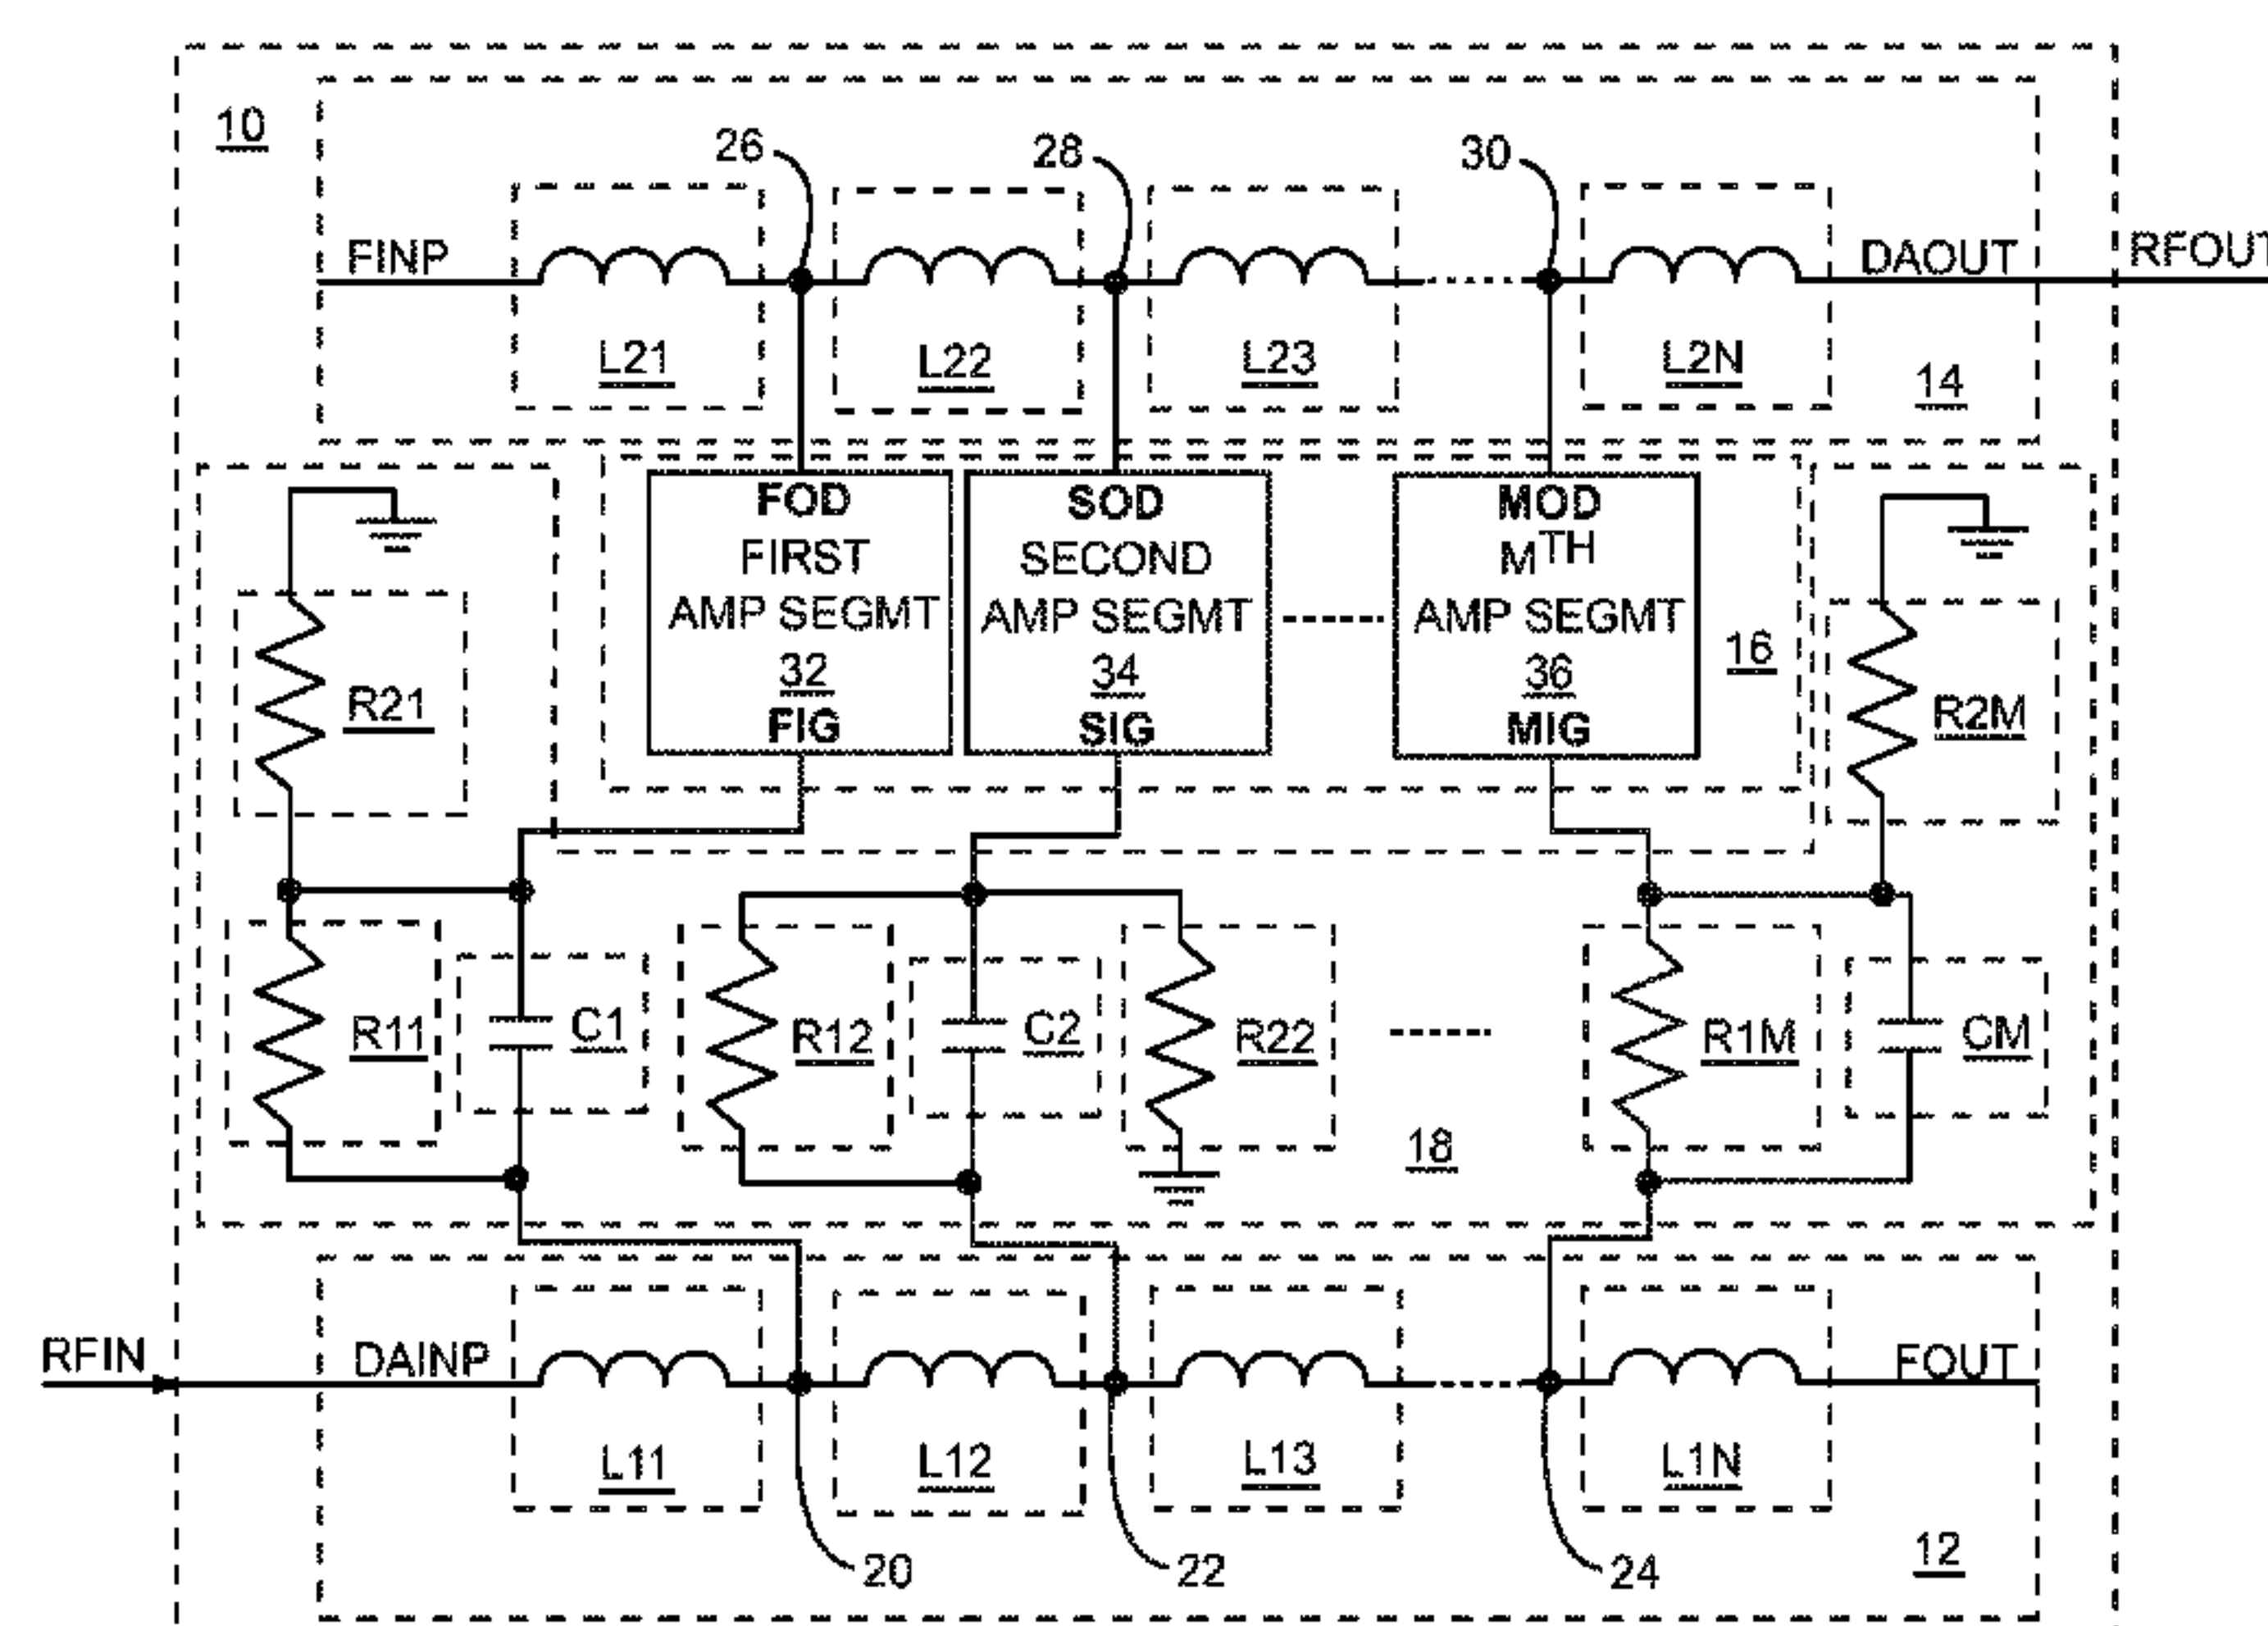 10
26
28
30
FINP
DAOUT
RFOUT
L21
L22
L23
L2N
14
FOD
FIRST
AMP SEGMT
32
FIG
SOD
SECOND
AMP SEGMT
34
SIG
MOD
MTH
AMP SEGMT
36
MIG
16
R21
R2M
R11
C1
R12
C2
R22
R1M
CM
18
RFIN
DAINP
FOUT
L11
L12
L13
L1N
20
22
24
12